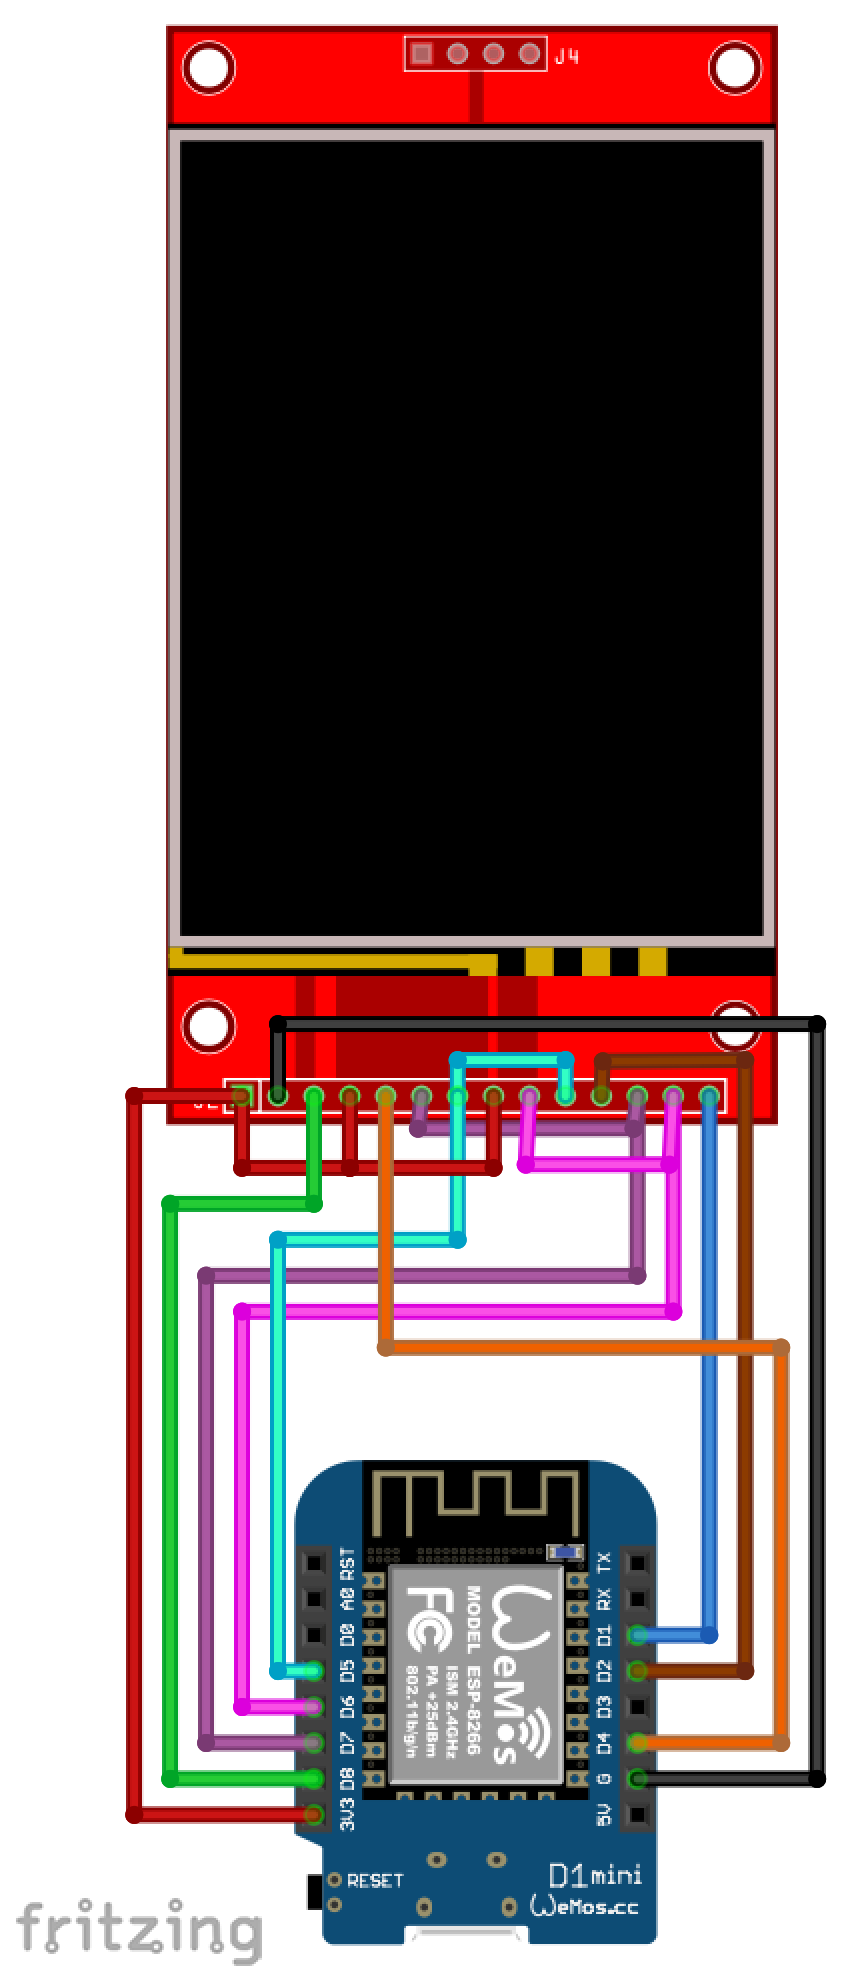 J4
RST
A0
D0
D5
D6
D7
D8
3V3
TX
RX
D1
D2
D3
D4
G
5V
WeMos
MODEL ESP-8266
ISM 2.4GHz
PA +25dBm
802.11b/g/n
FC
RESET
D1mini
WeMos.cc
fritzing